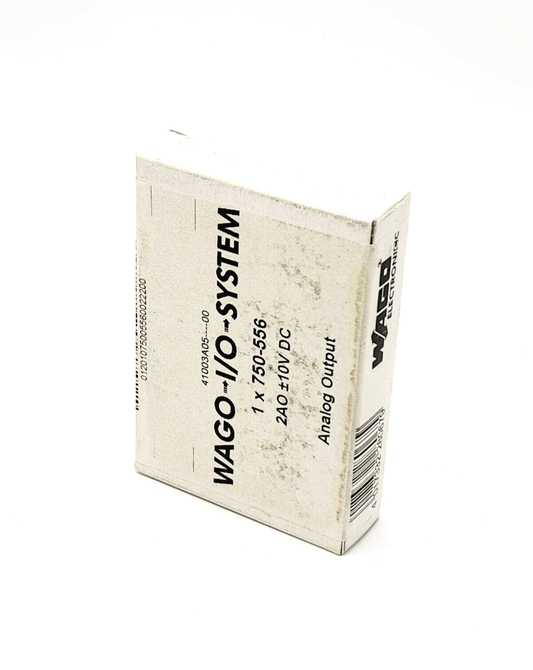 01201075005560022200
41003A05----00
WAGO→I/O→SYSTEM
1 x 750-556
2AO ±10V DC
Analog Output
WAGO
ELECTRONIC